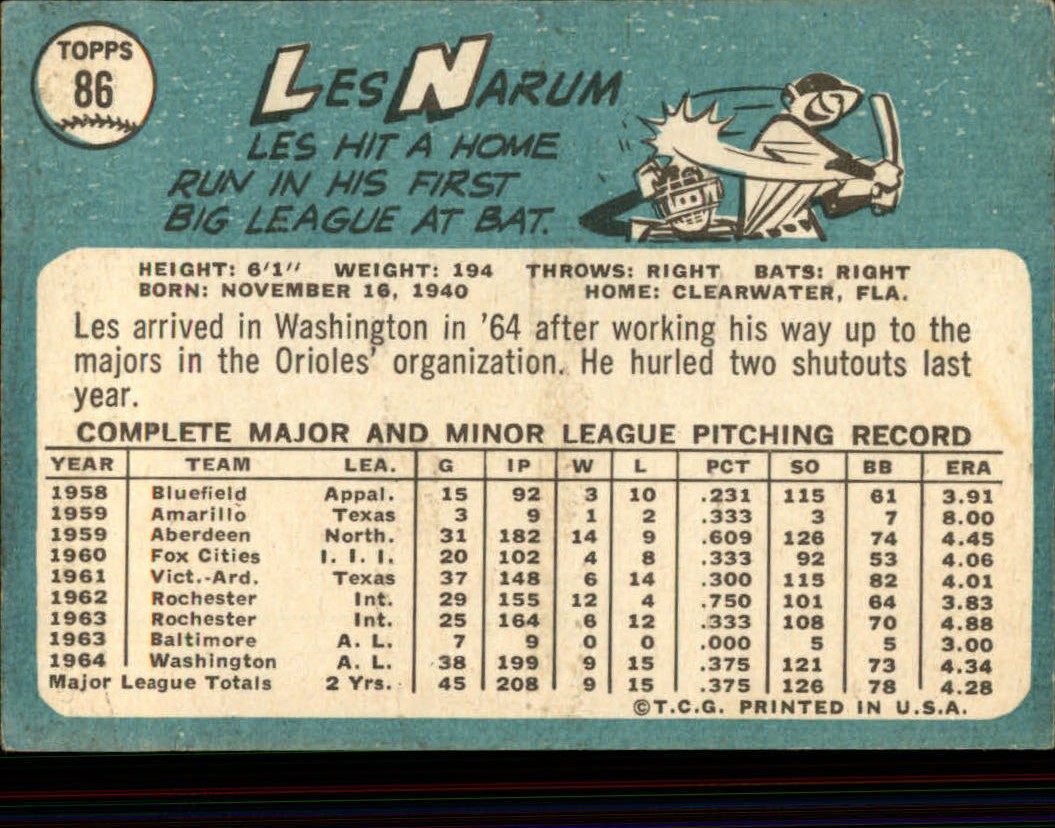 TOPPS
86
LES NARUM
LES HIT A HOME
RUN IN HIS FIRST
BIG LEAGUE AT BAT.
HEIGHT: 6'1" WEIGHT: 194 THROWS: RIGHT BATS: RIGHT
BORN: NOVEMBER 16, 1940 HOME: CLEARWATER, FLA.
Les arrived in Washington in '64 after working his way up to the
majors in the Orioles' organization. He hurled two shutouts last
year.
COMPLETE MAJOR AND MINOR LEAGUE PITCHING RECORD
YEAR TEAM LEA. G IP W L PCT SO BB ERA
1958 Bluefield Appal. 15 92 3 10 .231 115 61 3.91
1959 Amarillo Texas 3 9 1 2 .333 3 7 8.00
1959 Aberdeen North. 31 182 14 9 .609 126 74 4.45
1960 Fox Cities I. I. I. 20 102 4 8 .333 92 53 4.06
1961 Vict.-Ard. Texas 37 148 6 14 .300 115 82 4.01
1962 Rochester Int. 29 155 12 4 .750 101 64 3.83
1963 Rochester Int. 25 164 6 12 .333 108 70 4.88
1963 Baltimore A. L. 7 9 0 0 .000 5 5 3.00
1964 Washington A. L. 38 199 9 15 .375 121 73 4.34
Major League Totals 2 Yrs. 45 208 9 15 .375 126 78 4.28
©T.C.G. PRINTED IN U.S.A.